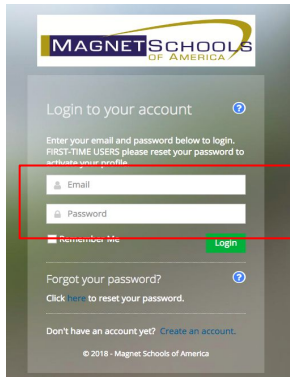 MAGNET SCHOOLS
OF AMERICA
Login to your account
Enter your email and password below to login.
FIRST-TIME USERS please reset your password to
activate your profile
Email
Password
Remember Me
Login
Forgot your password?
Click here to reset your password.
Don't have an account yet? Create an account.
© 2018 - Magnet Schools of America